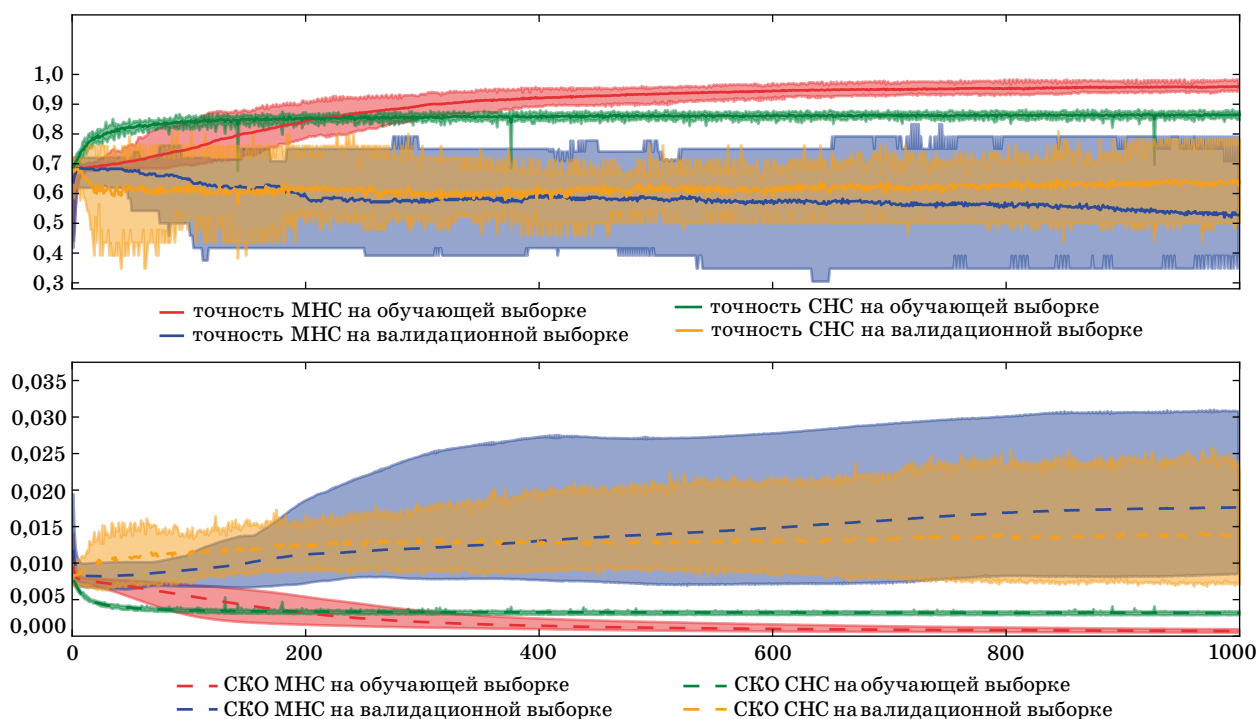 1,0
0,9
0,8
0,7
0,6
0,5
0,4
0,3
точность МНС на обучающей выборке
точность СНС на обучающей выборке
точность МНС на валидационной выборке
точность СНС на валидационной выборке
0,035
0,030
0,025
0,020
0,015
0,010
0,005
0,000
0 200 400 600 800 1000
СКО МНС на обучающей выборке
СКО СНС на обучающей выборке
СКО МНС на валидационной выборке
СКО СНС на валидационной выборке